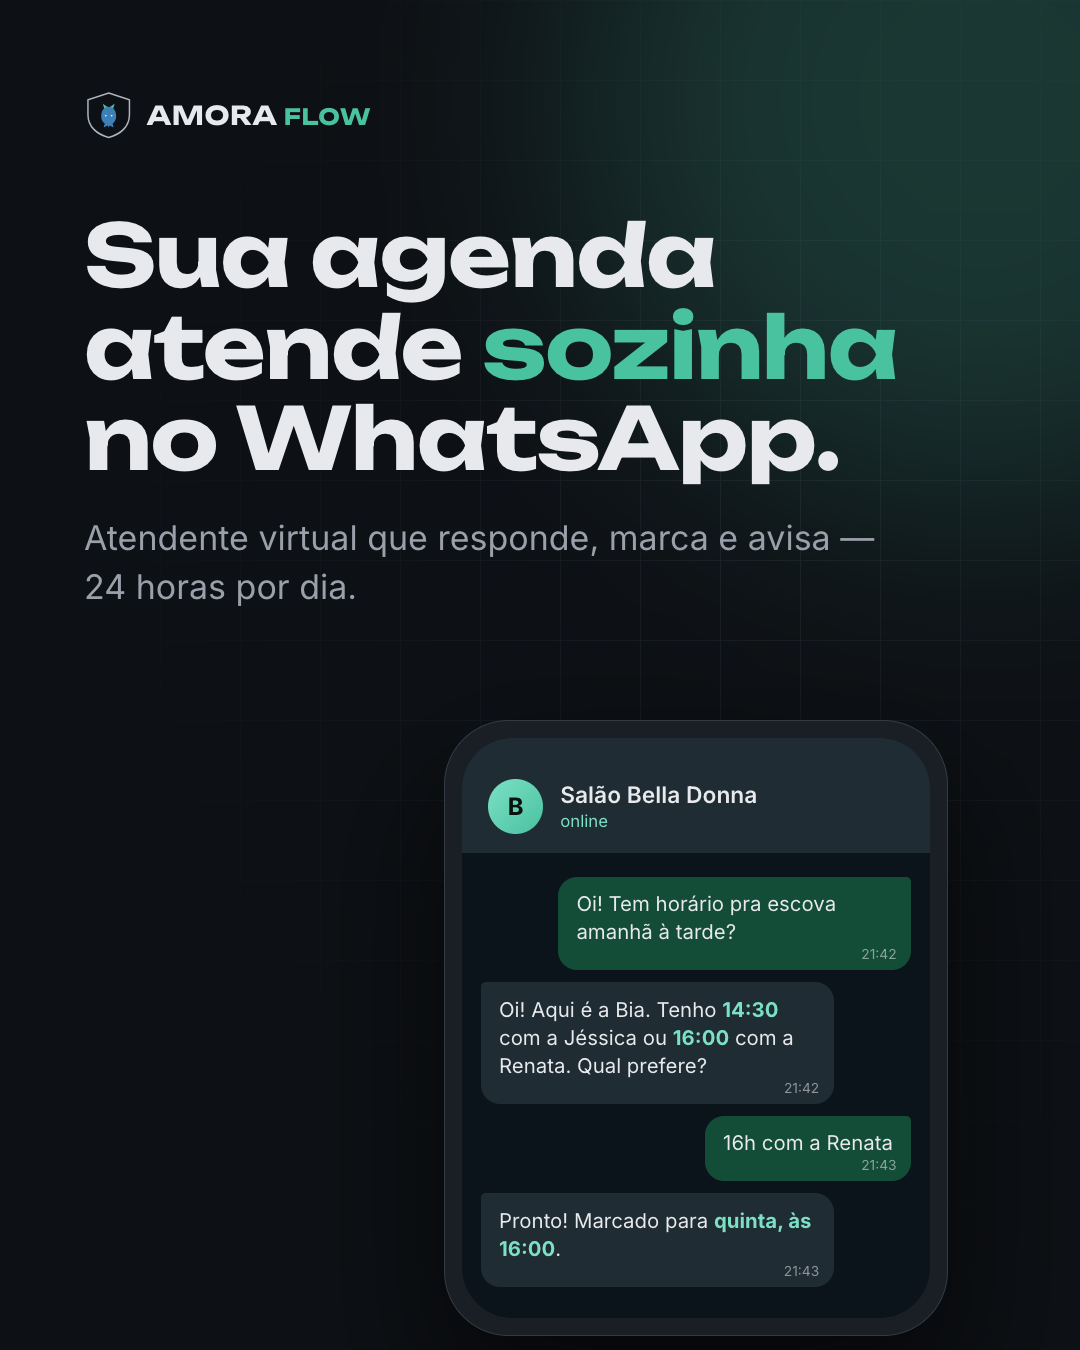 AMORA FLOW
Sua agenda
atende sozinha
no WhatsApp.
Atendente virtual que responde, marca e avisa —
24 horas por dia.
B
Salão Bella Donna
online
Oi! Tem horário pra escova
amanhã à tarde?
21:42
Oi! Aqui é a Bia. Tenho 14:30
com a Jéssica ou 16:00 com a
Renata. Qual prefere?
21:42
16h com a Renata
21:43
Pronto! Marcado para quinta, às
16:00.
21:43